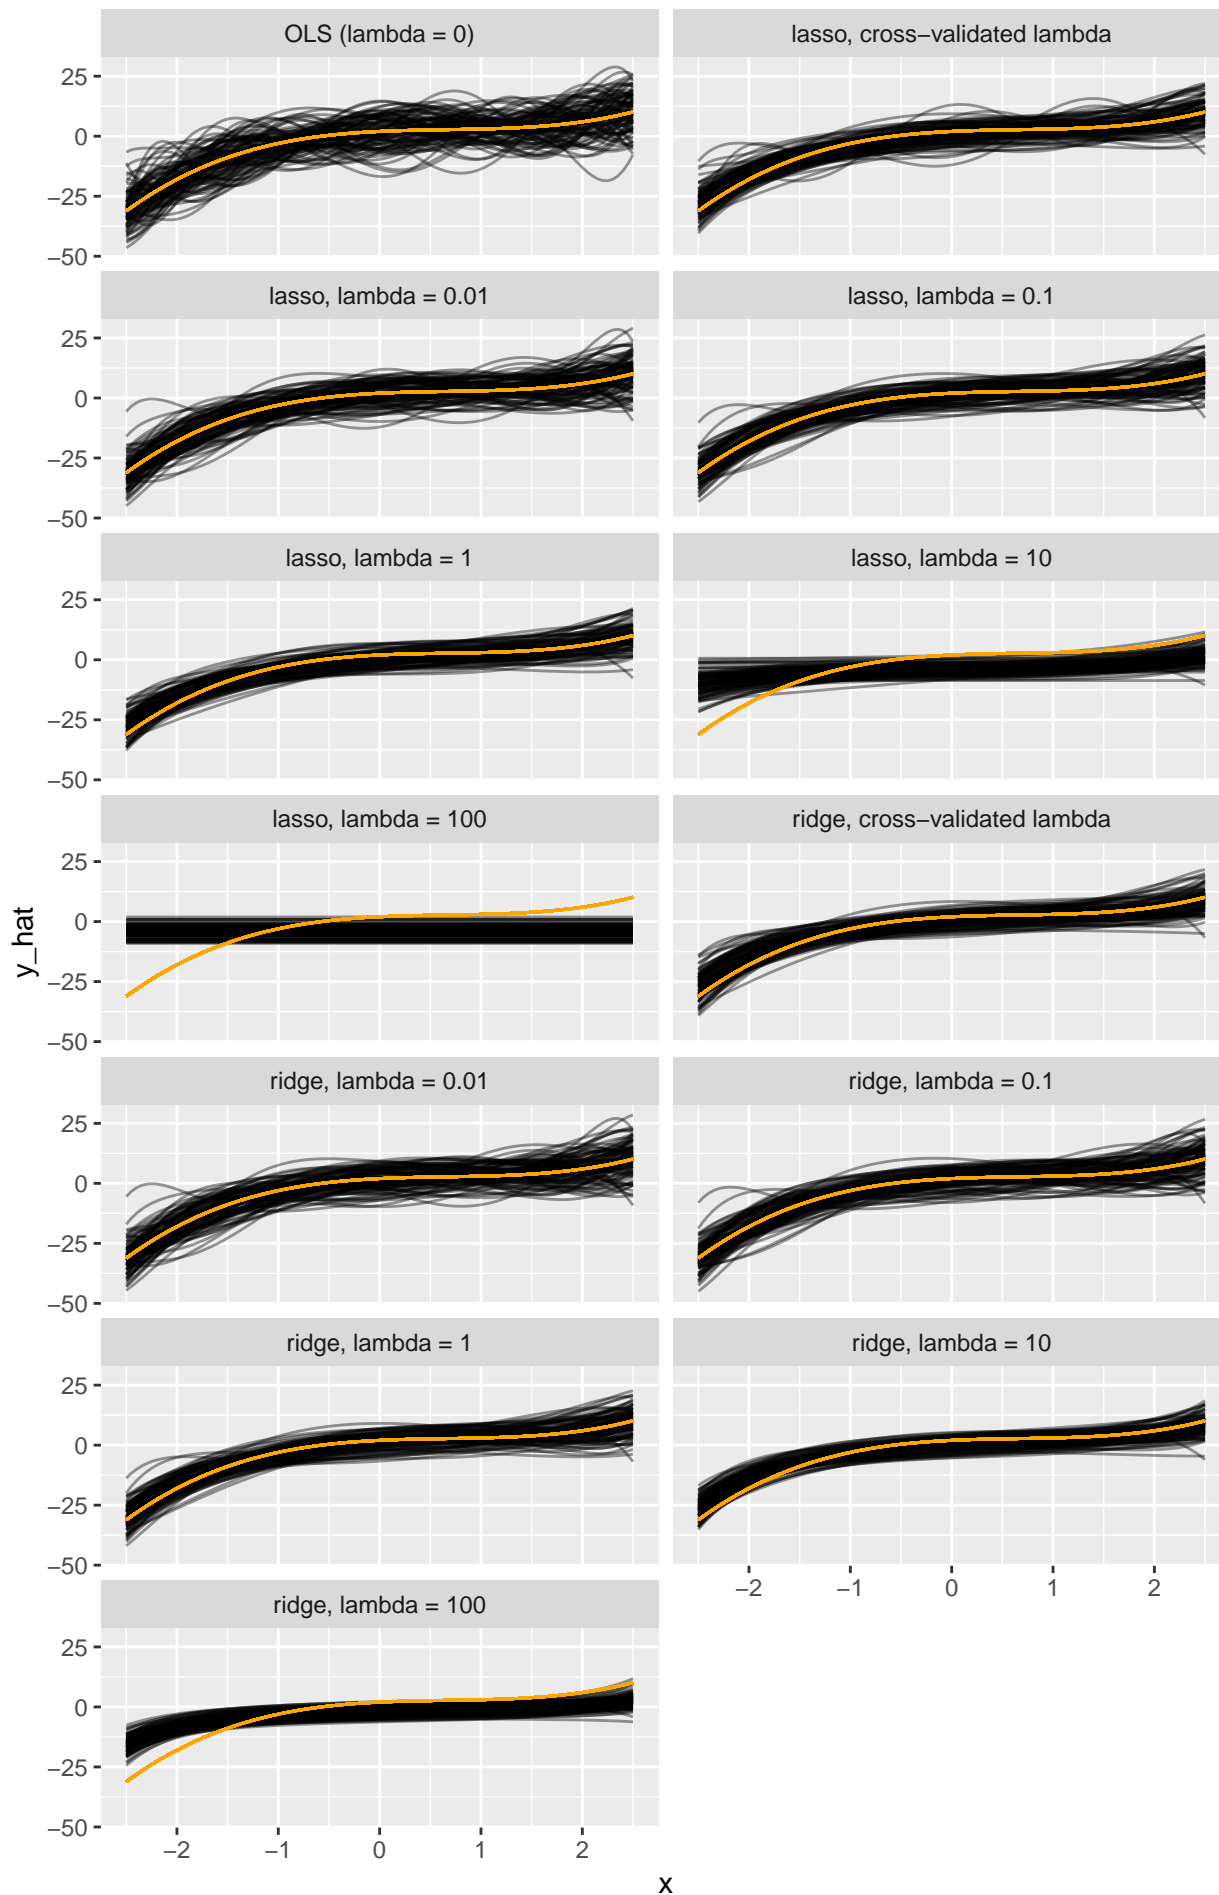 OLS (lambda = 0)
lasso, cross−validated lambda
25
0
−25
−50
lasso, lambda = 0.01
lasso, lambda = 0.1
25
0
−25
−50
lasso, lambda = 1
lasso, lambda = 10
25
0
−25
−50
lasso, lambda = 100
ridge, cross−validated lambda
25
0
−25
−50
y_hat
ridge, lambda = 0.01
ridge, lambda = 0.1
25
0
−25
−50
ridge, lambda = 1
ridge, lambda = 10
25
0
−25
−50
−2 −1 0 1 2
ridge, lambda = 100
25
0
−25
−50
−2 −1 0 1 2
x